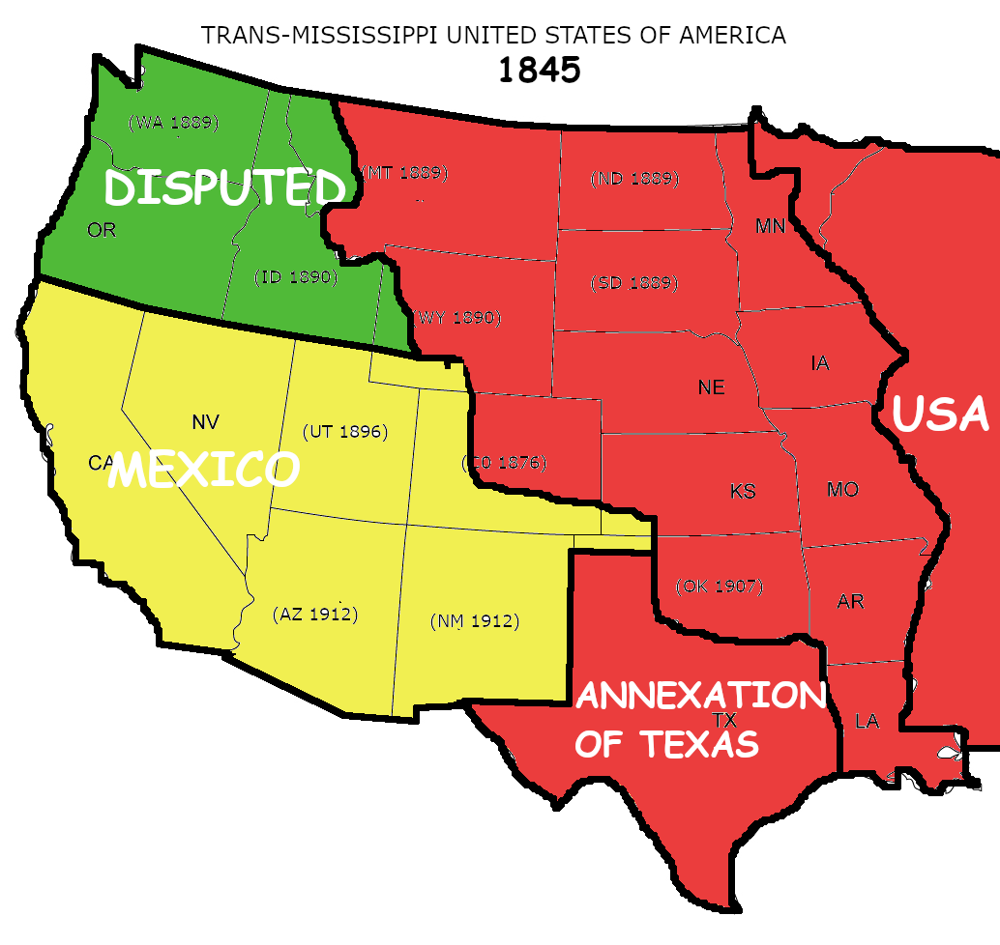 TRANS-MISSISSIPPI UNITED STATES OF AMERICA
1845
(WA 1889)
(MT 1889)
(ND 1889)
DISPUTED
OR
MN
(ID 1890)
(SD 1889)
(WY 1890)
IA
NE
USA
NV
(UT 1896)
CA
MEXICO
(CO 1876)
KS
MO
(AZ 1912)
(NM 1912)
(OK 1907)
AR
ANNEXATION
TX
LA
OF TEXAS